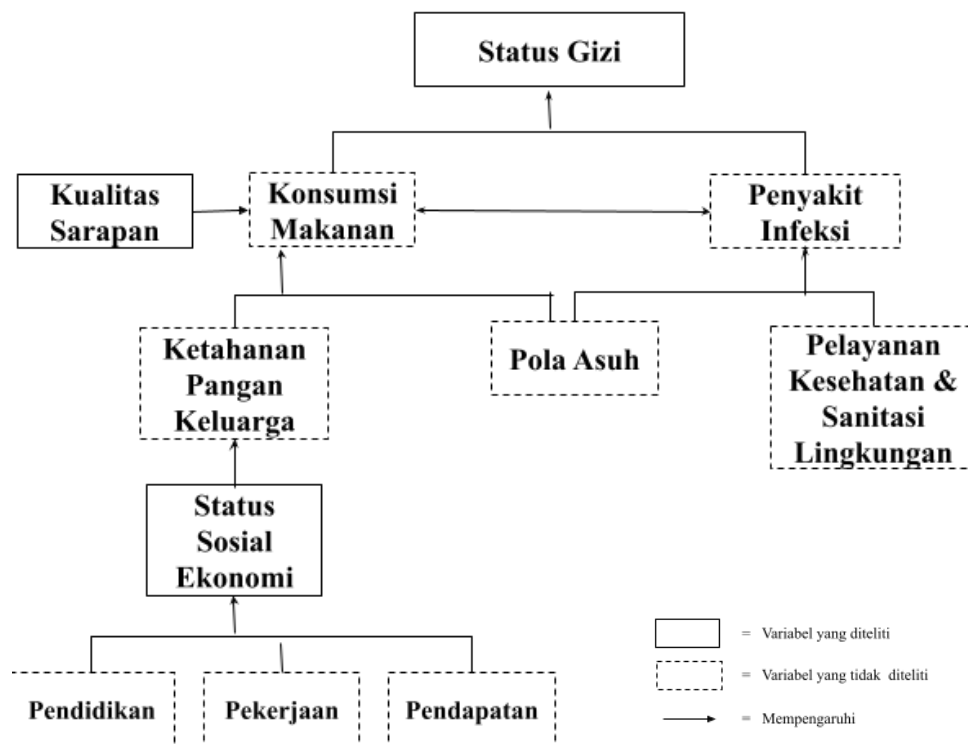 Status Gizi
Kualitas
Sarapan
Konsumsi
Makanan
Penyakit
Infeksi
Ketahanan
Pangan
Keluarga
Pola Asuh
Pelayanan
Kesehatan &
Sanitasi
Lingkungan
Status
Sosial
Ekonomi
Pendidikan
Pekerjaan
Pendapatan
= Variabel yang diteliti
= Variabel yang tidak diteliti
= Mempengaruhi